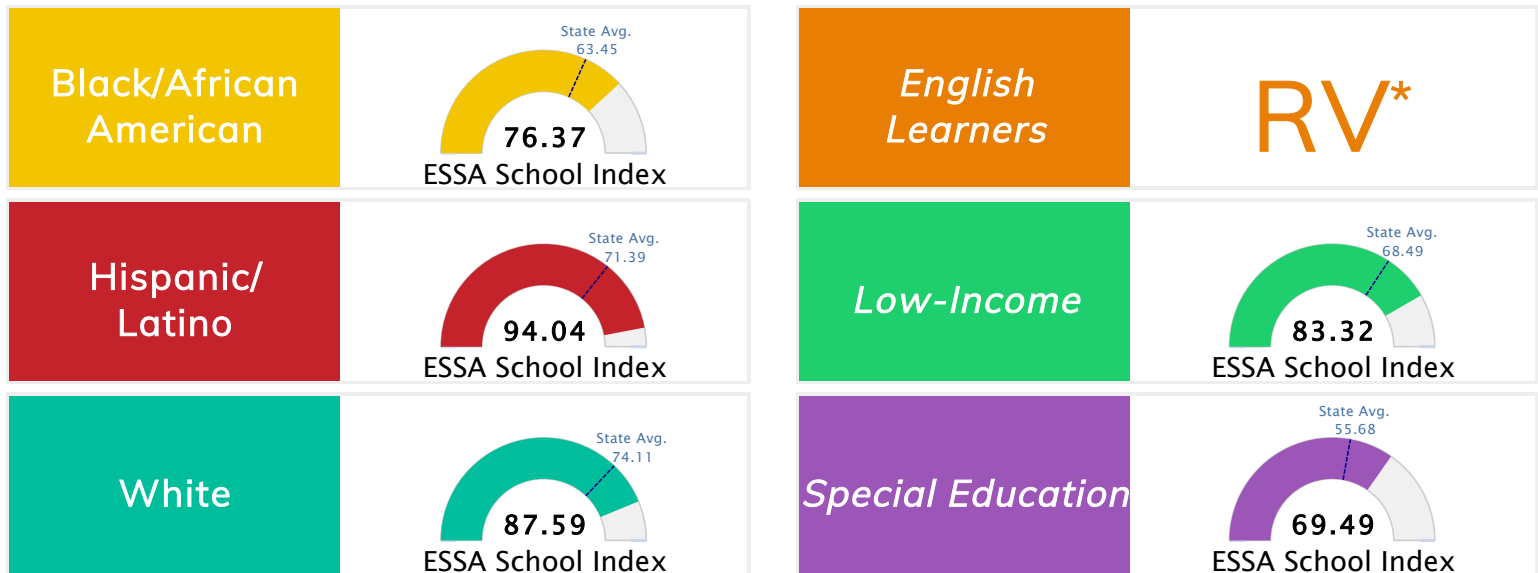 Black/African
American
State Avg.
63.45
76.37
ESSA School Index
English
Learners
RV*
Hispanic/
Latino
State Avg.
71.39
94.04
ESSA School Index
Low-Income
State Avg.
68.49
83.32
ESSA School Index
White
State Avg.
74.11
87.59
ESSA School Index
Special Education
State Avg.
55.68
69.49
ESSA School Index